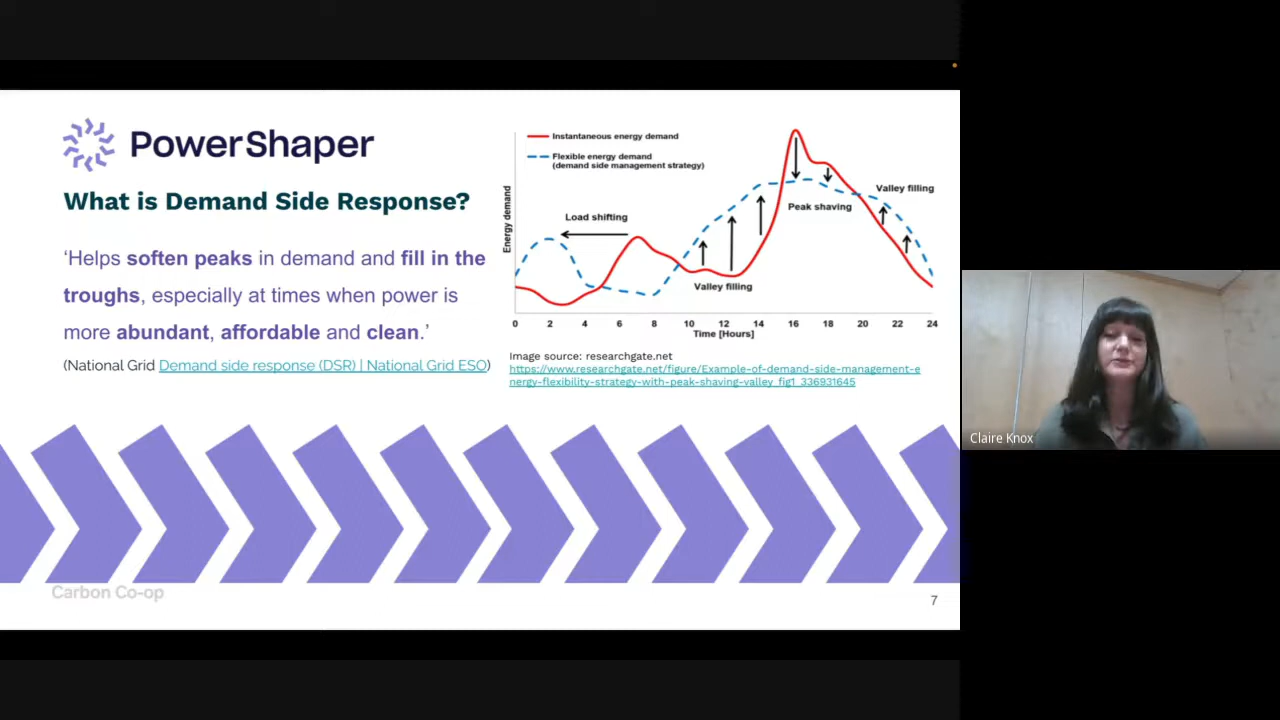 PowerShaper
What is Demand Side Response?
‘Helps soften peaks in demand and fill in the
troughs, especially at times when power is
more abundant, affordable and clean.’
(National Grid Demand side response (DSR) | National Grid ESO)
Instantaneous energy demand
Flexible energy demand
(demand side management strategy)
Energy demand
Load shifting
Valley filling
Peak shaving
Valley filling
0 2 4 6 8 10 12 14 16 18 20 22 24
Time [Hours]
Image source: researchgate.net
https://www.researchgate.net/figure/Example-of-demand-side-management-e
nergy-flexibility-strategy-with-peak-shaving-valley_fig1_336931645
Carbon Co-op
7
Claire Knox